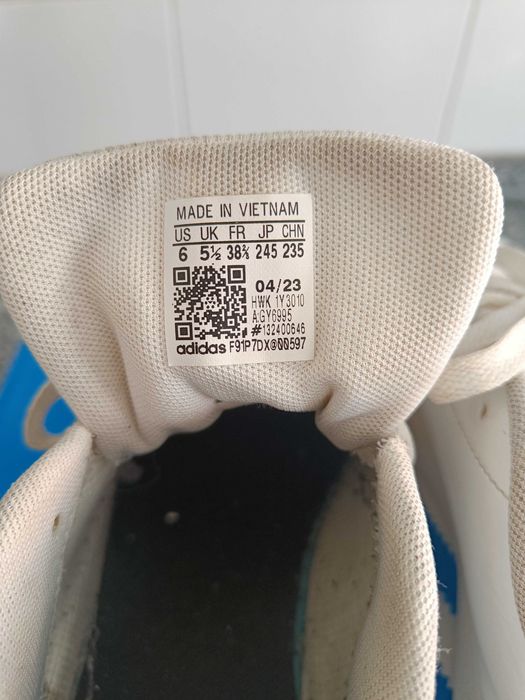 MADE IN VIETNAM
US UK FR JP CHN
6 5½ 38⅔ 245 235
04/23
HWK 1Y3010
A:GY6995
#132400646
adidas F91P7DX@00597